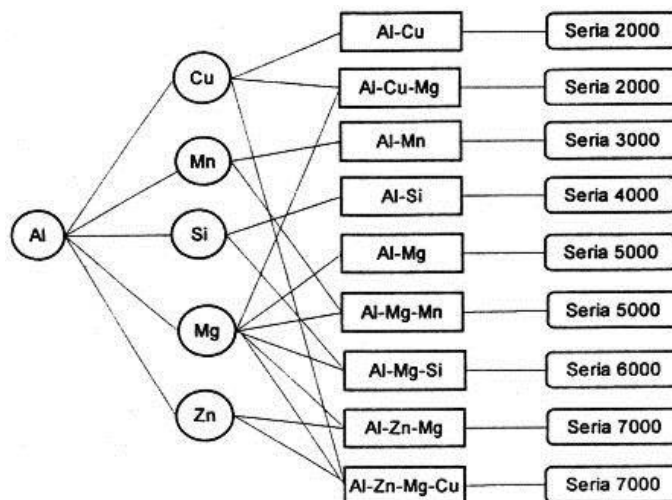 Al
Cu
Mn
Si
Mg
Zn
Al-Cu
Seria 2000
Al-Cu-Mg
Seria 2000
Al-Mn
Seria 3000
Al-Si
Seria 4000
Al-Mg
Seria 5000
Al-Mg-Mn
Seria 5000
Al-Mg-Si
Seria 6000
Al-Zn-Mg
Seria 7000
Al-Zn-Mg-Cu
Seria 7000